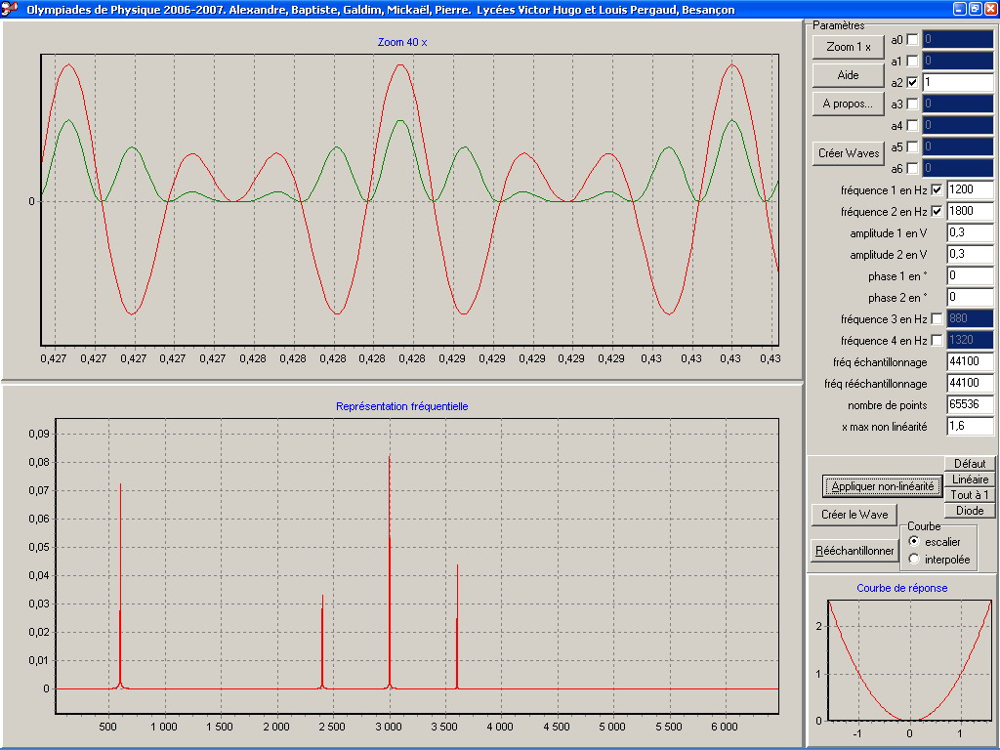 Olympiades de Physique 2006-2007. Alexandre, Baptiste, Galdim, Mickaël, Pierre. Lycées Victor Hugo et Louis Pergaud, Besançon
Zoom 40 x
0
0,427 0,427 0,427 0,427 0,427 0,428 0,428 0,428 0,428 0,428 0,429 0,429 0,429 0,429 0,429 0,43 0,43 0,43 0,43
Représentation fréquentielle
0,09
0,08
0,07
0,06
0,05
0,04
0,03
0,02
0,01
0
500 1 000 1 500 2 000 2 500 3 000 3 500 4 000 4 500 5 000 5 500 6 000
Paramètres
Zoom 1 x
Aide
A propos...
Créer Waves
a0 0
a1 0
a2 1
a3 0
a4 0
a5 0
a6 0
fréquence 1 en Hz 1200
fréquence 2 en Hz 1800
amplitude 1 en V 0,3
amplitude 2 en V 0,3
phase 1 en ° 0
phase 2 en ° 0
fréquence 3 en Hz 880
fréquence 4 en Hz 1320
fréq échantillonnage 44100
fréq rééchantillonnage 44100
nombre de points 65536
x max non linéarité 1,6
Appliquer non-linéarité
Défaut
Linéaire
Tout à 1
Diode
Créer le Wave
Rééchantillonner
Courbe
escalier
interpolée
Courbe de réponse
2
1
0
-1 0 1